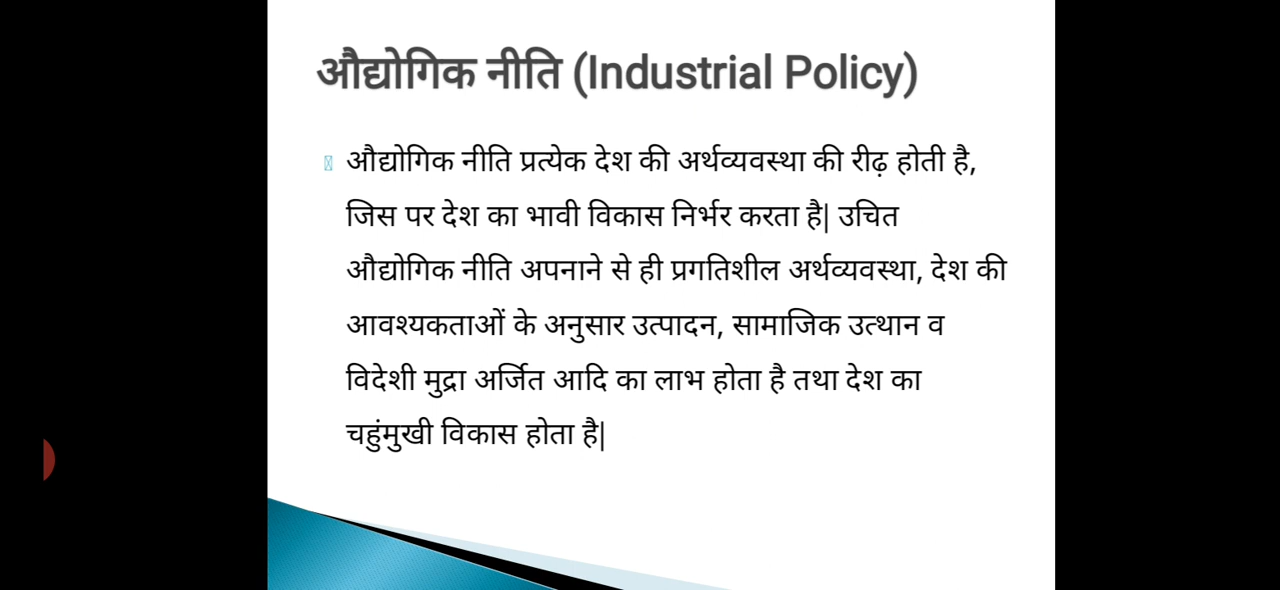 औद्योगिक नीति (Industrial Policy)
औद्योगिक नीति प्रत्येक देश की अर्थव्यवस्था की रीढ़ होती है,
जिस पर देश का भावी विकास निर्भर करता है| उचित
औद्योगिक नीति अपनाने से ही प्रगतिशील अर्थव्यवस्था, देश की
आवश्यकताओं के अनुसार उत्पादन, सामाजिक उत्थान व
विदेशी मुद्रा अर्जित आदि का लाभ होता है तथा देश का
चहुंमुखी विकास होता है|